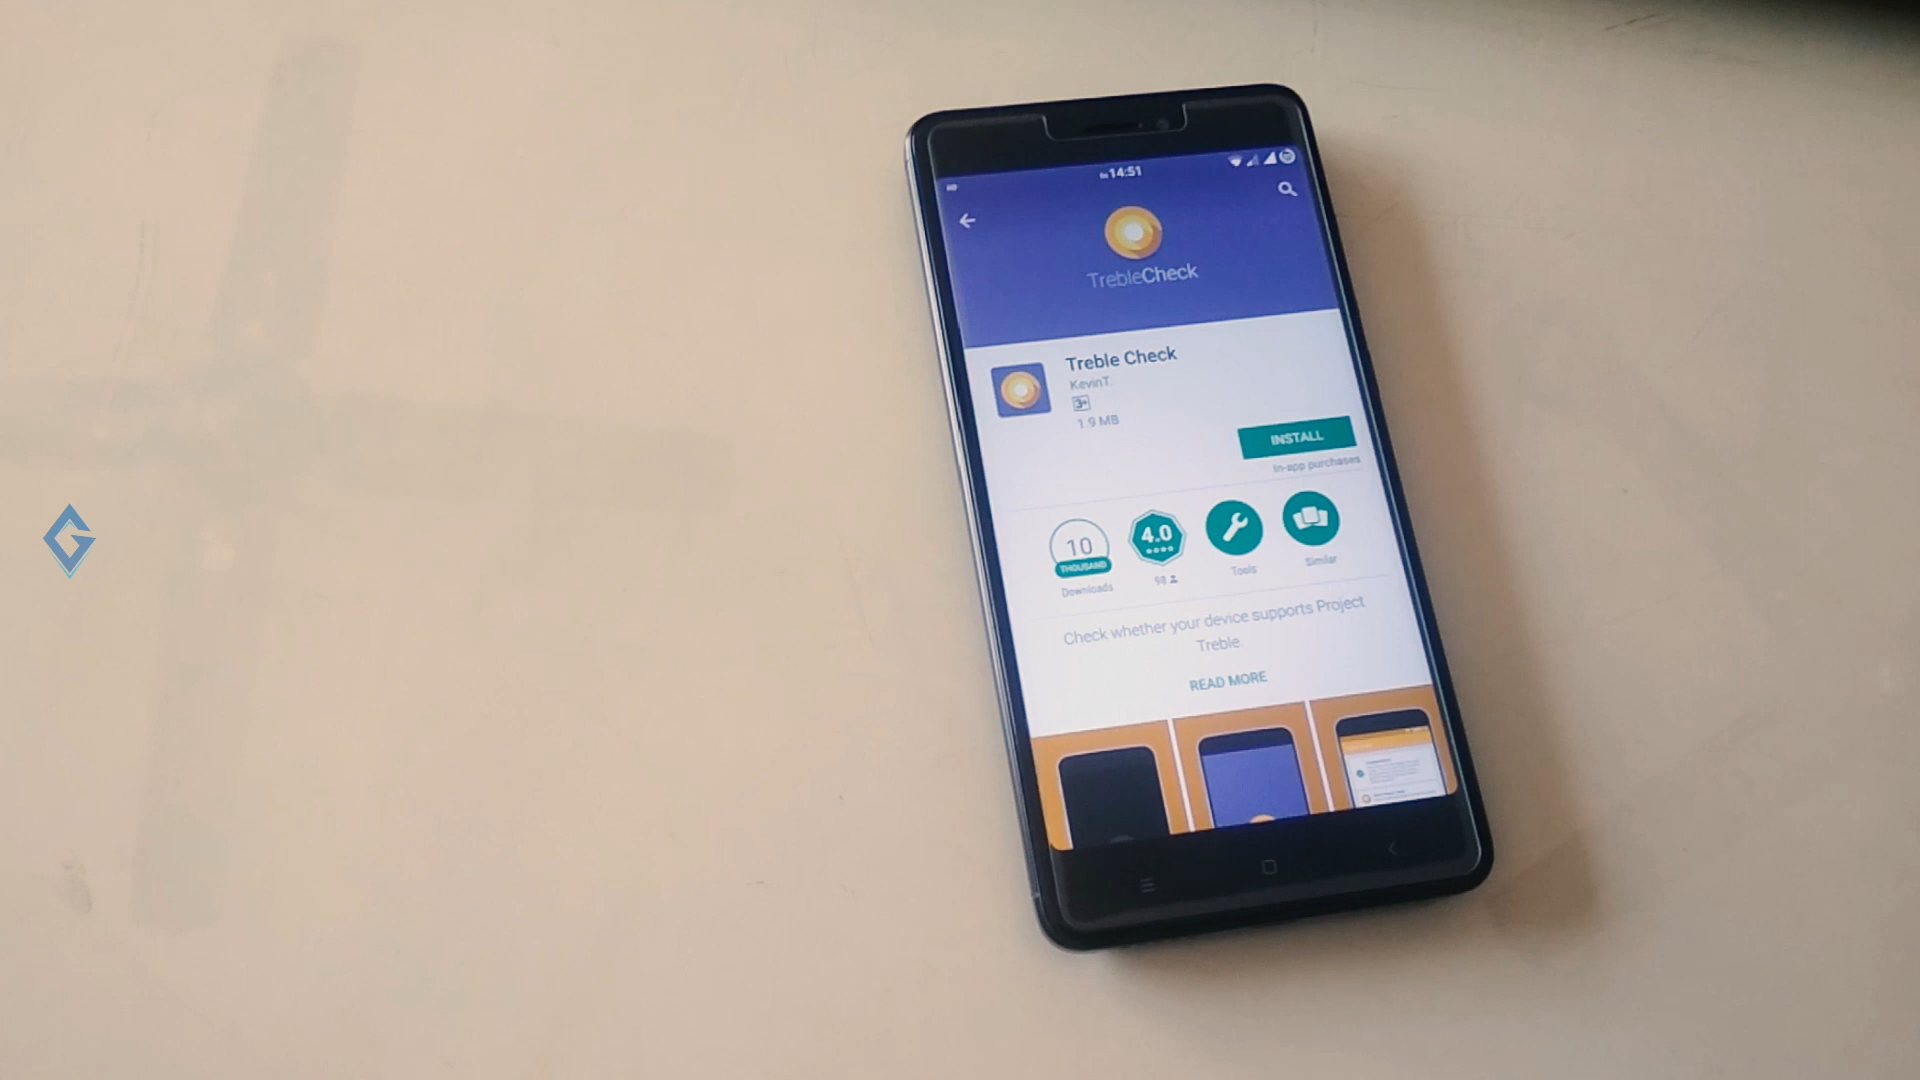 14:51
TrebleCheck
Treble Check
KevinT.
3+
1.9 MB
INSTALL
In-app purchases
10
THOUSAND
Downloads
4.0
98
Tools
Similar
Check whether your device supports Project
Treble.
READ MORE